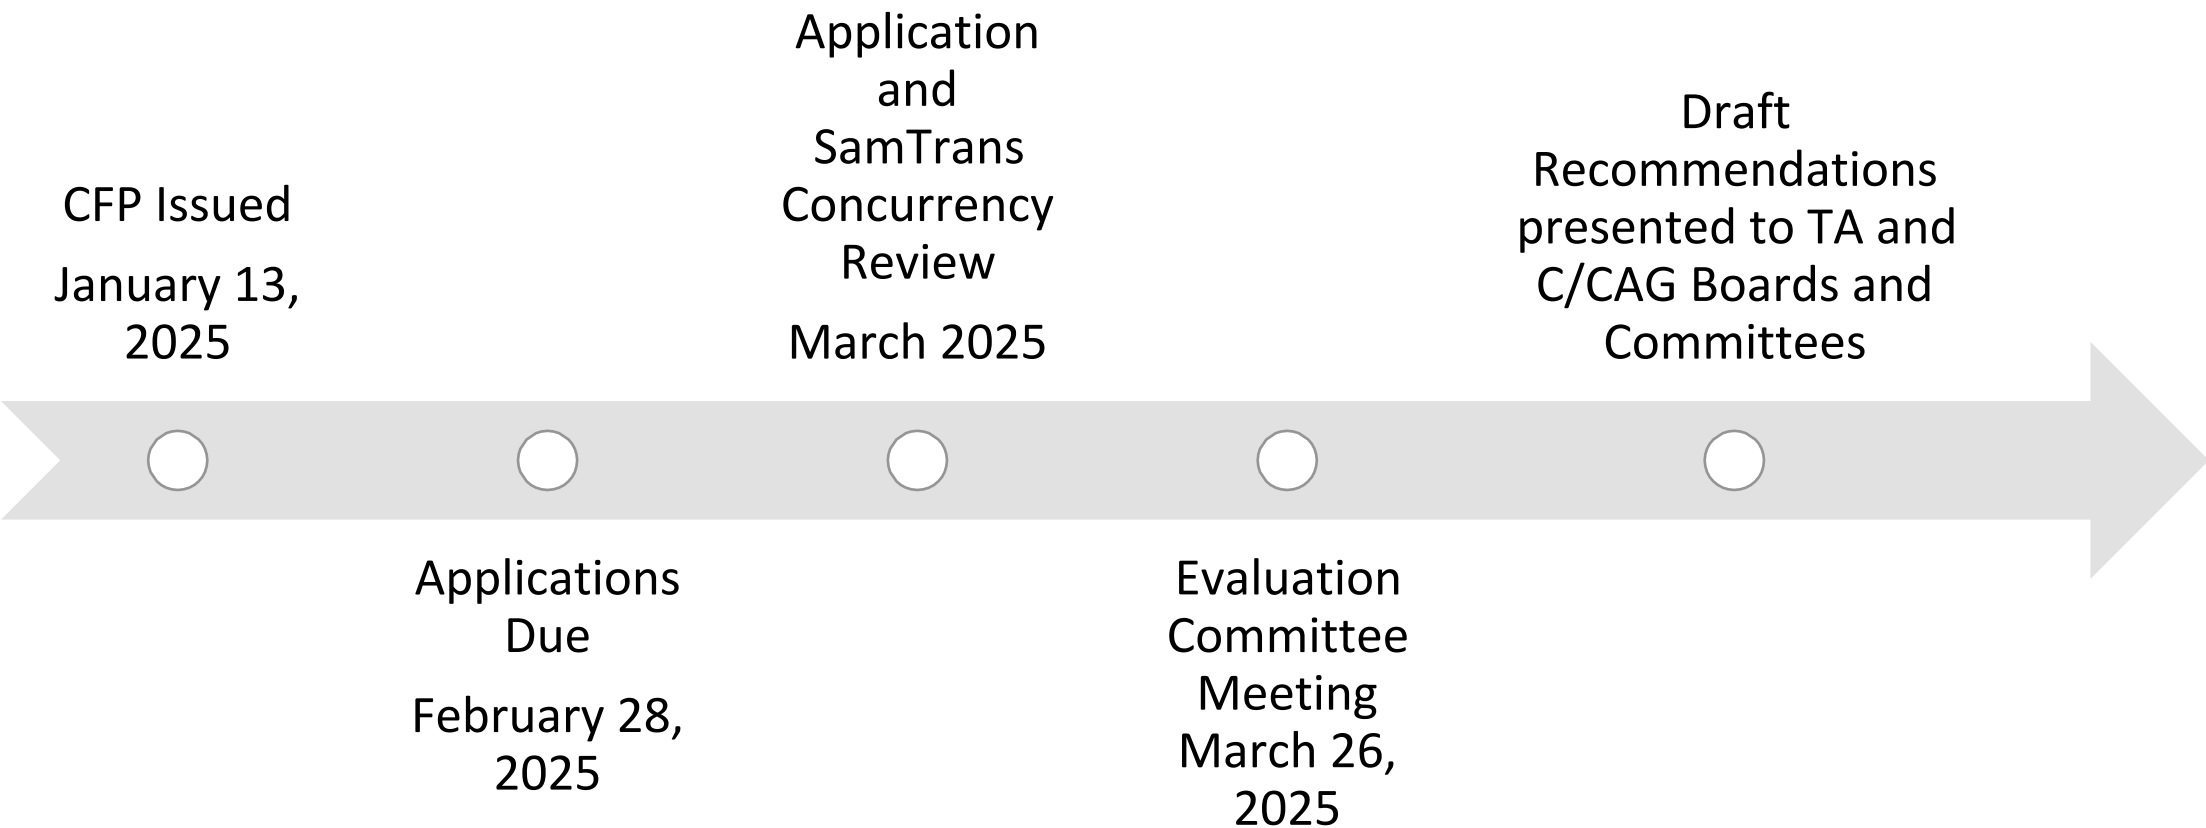 CFP Issued
January 13,
2025
Applications
Due
February 28,
2025
Application
and
SamTrans
Concurrency
Review
March 2025
Evaluation
Committee
Meeting
March 26,
2025
Draft
Recommendations
presented to TA and
C/CAG Boards and
Committees